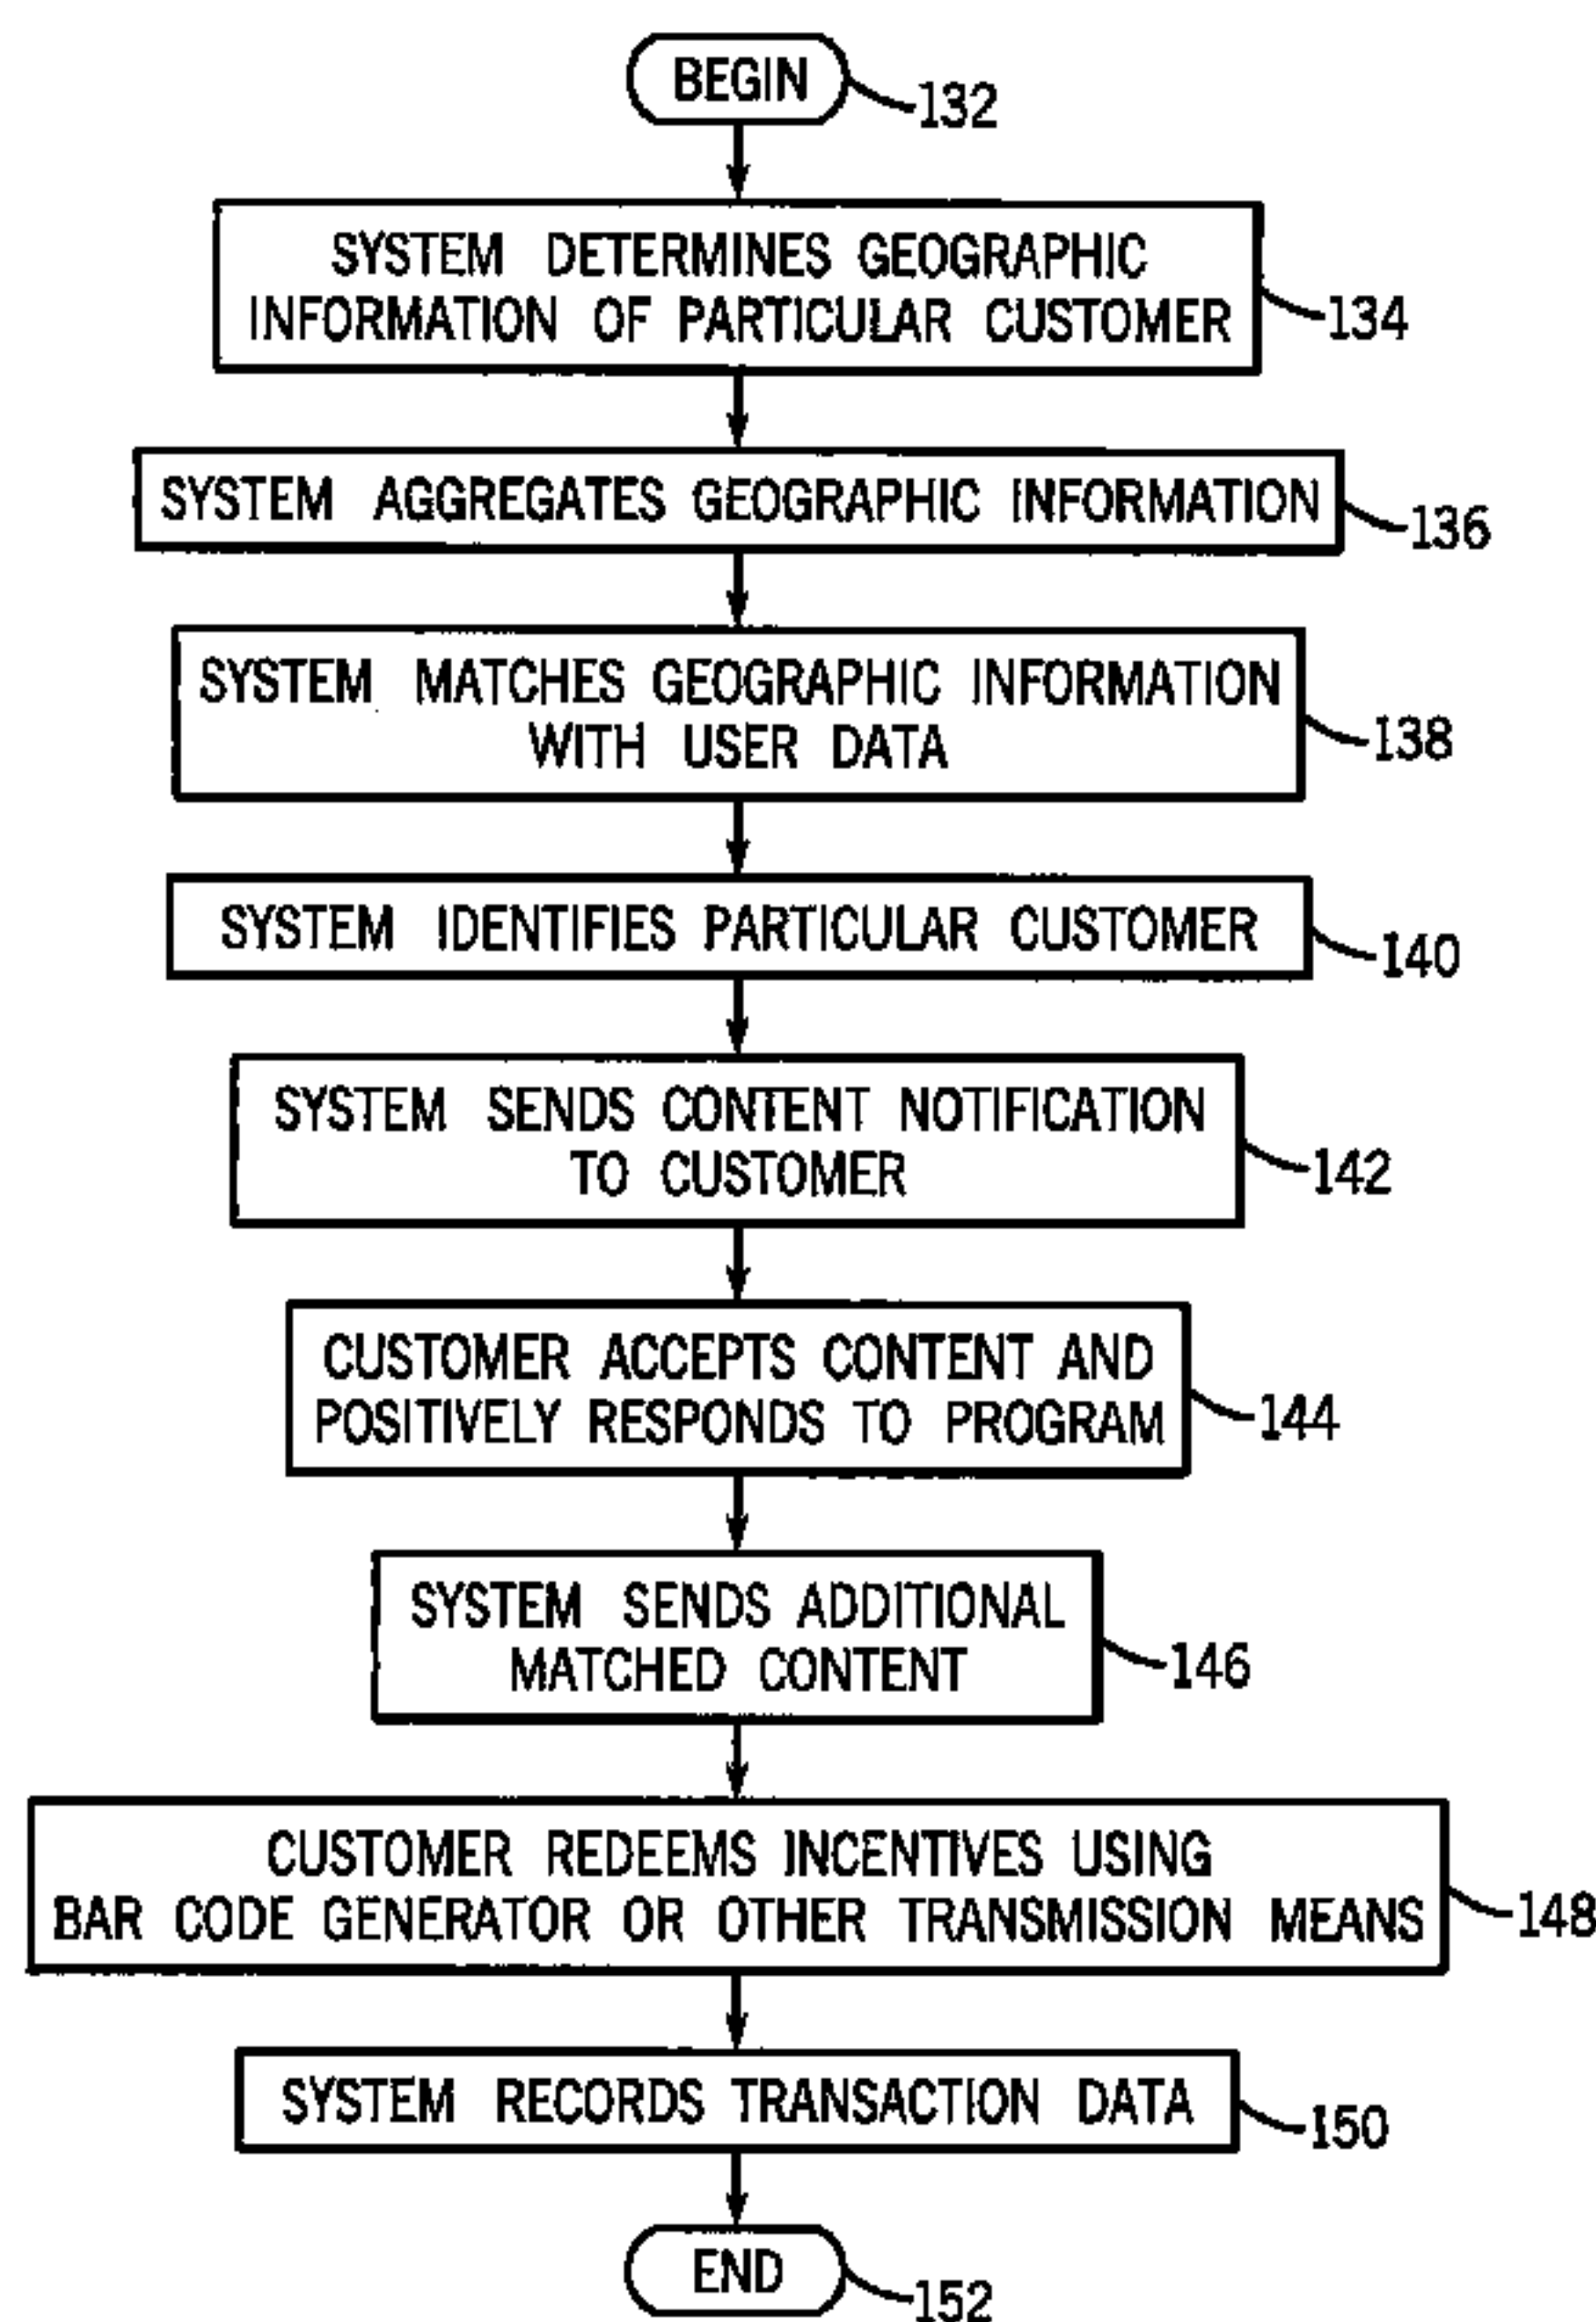 BEGIN
132
SYSTEM DETERMINES GEOGRAPHIC
INFORMATION OF PARTICULAR CUSTOMER
134
SYSTEM AGGREGATES GEOGRAPHIC INFORMATION
136
SYSTEM MATCHES GEOGRAPHIC INFORMATION
WITH USER DATA
138
SYSTEM IDENTIFIES PARTICULAR CUSTOMER
140
SYSTEM SENDS CONTENT NOTIFICATION
TO CUSTOMER
142
CUSTOMER ACCEPTS CONTENT AND
POSITIVELY RESPONDS TO PROGRAM
144
SYSTEM SENDS ADDITIONAL
MATCHED CONTENT
146
CUSTOMER REDEEMS INCENTIVES USING
BAR CODE GENERATOR OR OTHER TRANSMISSION MEANS
148
SYSTEM RECORDS TRANSACTION DATA
150
END
152